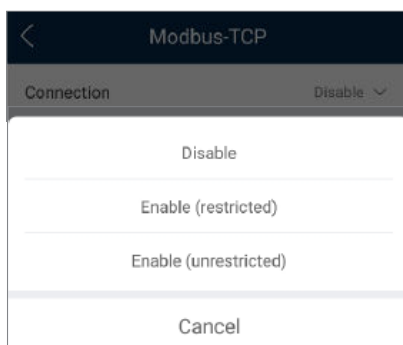 Modbus-TCP
Connection Disable
Disable
Enable (restricted)
Enable (unrestricted)
Cancel